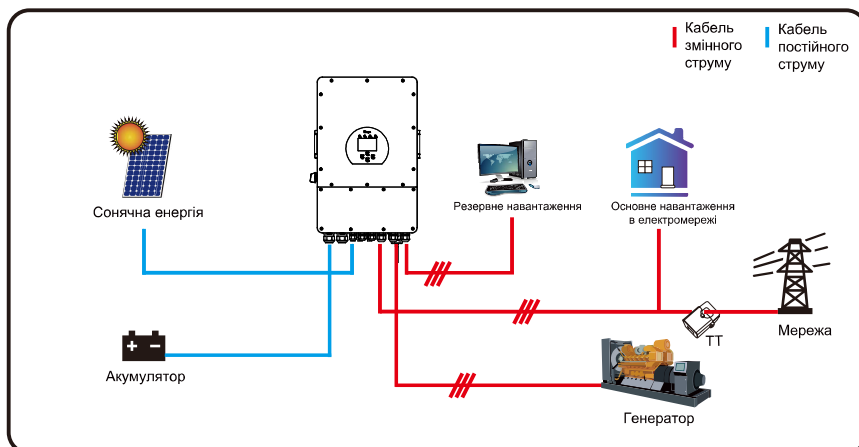 Кабель
змінного
струму
Кабель
постійного
струму
Сонячна енергія
Резервне навантаження
Основне навантаження
в електромережі
ТТ
Мережа
Акумулятор
Генератор